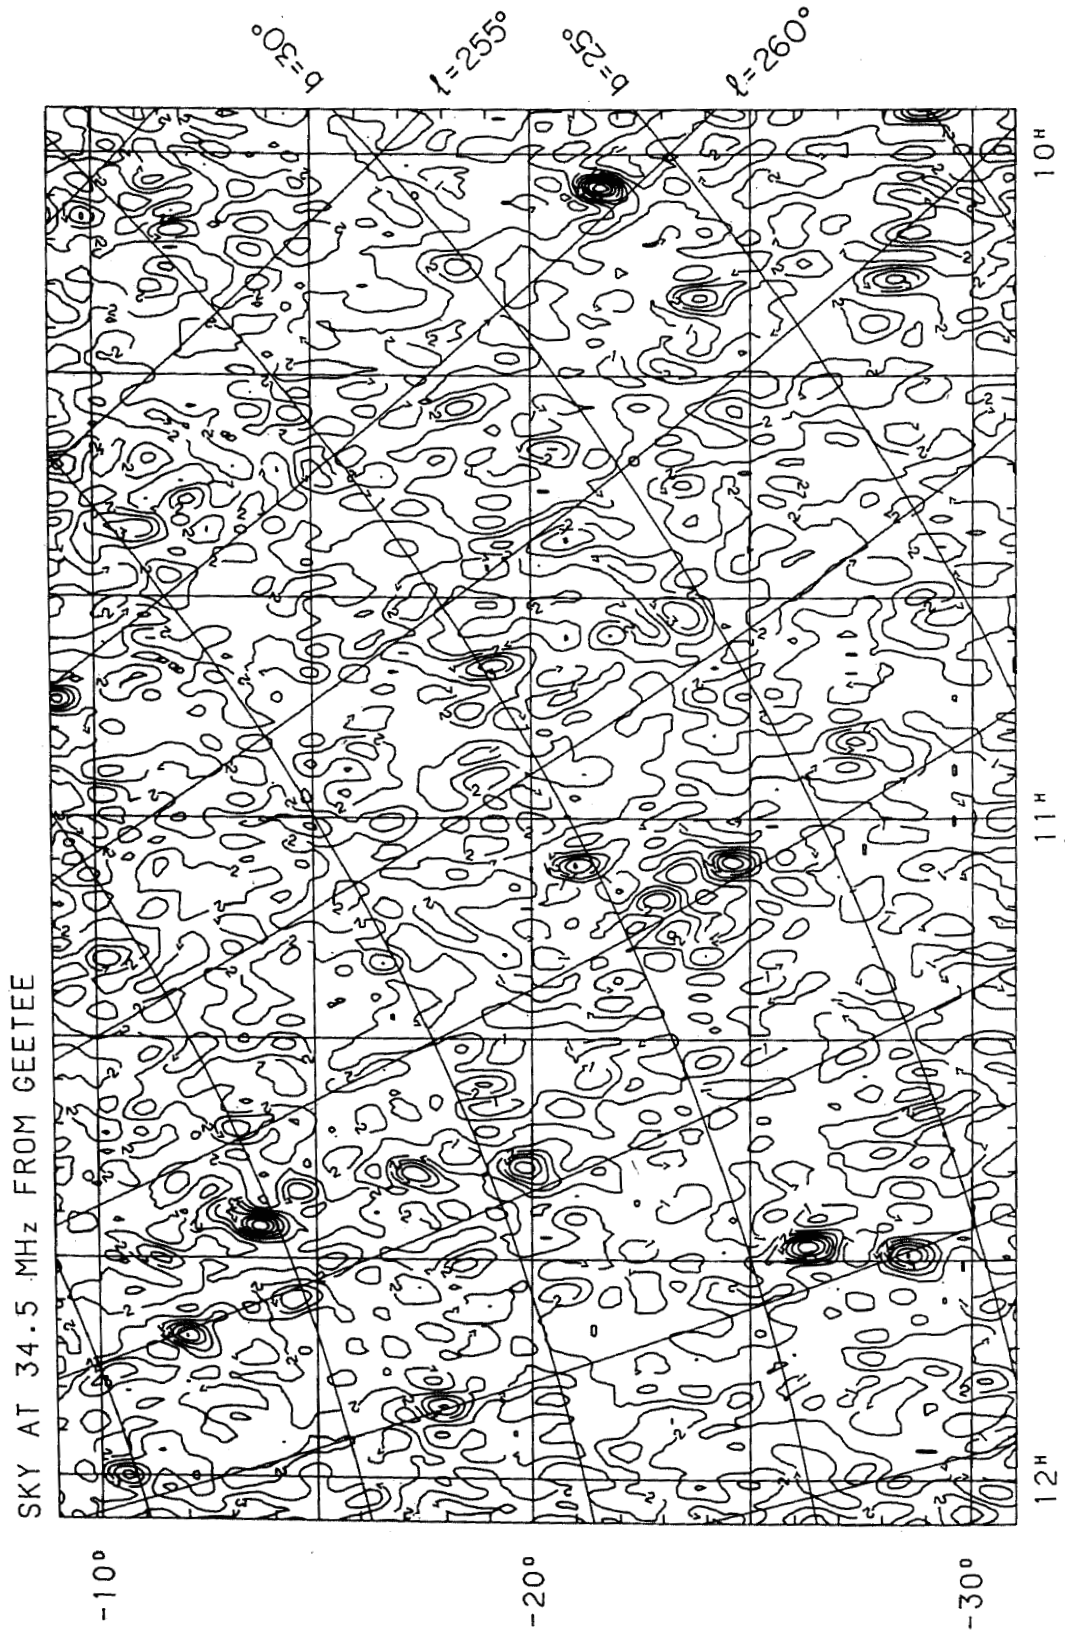 SKY AT 34.5 MHz FROM GEETEE
b=30°
l=255°
b=25°
l=260°
10ᴴ
11ᴴ
12ᴴ
-10°
-20°
-30°